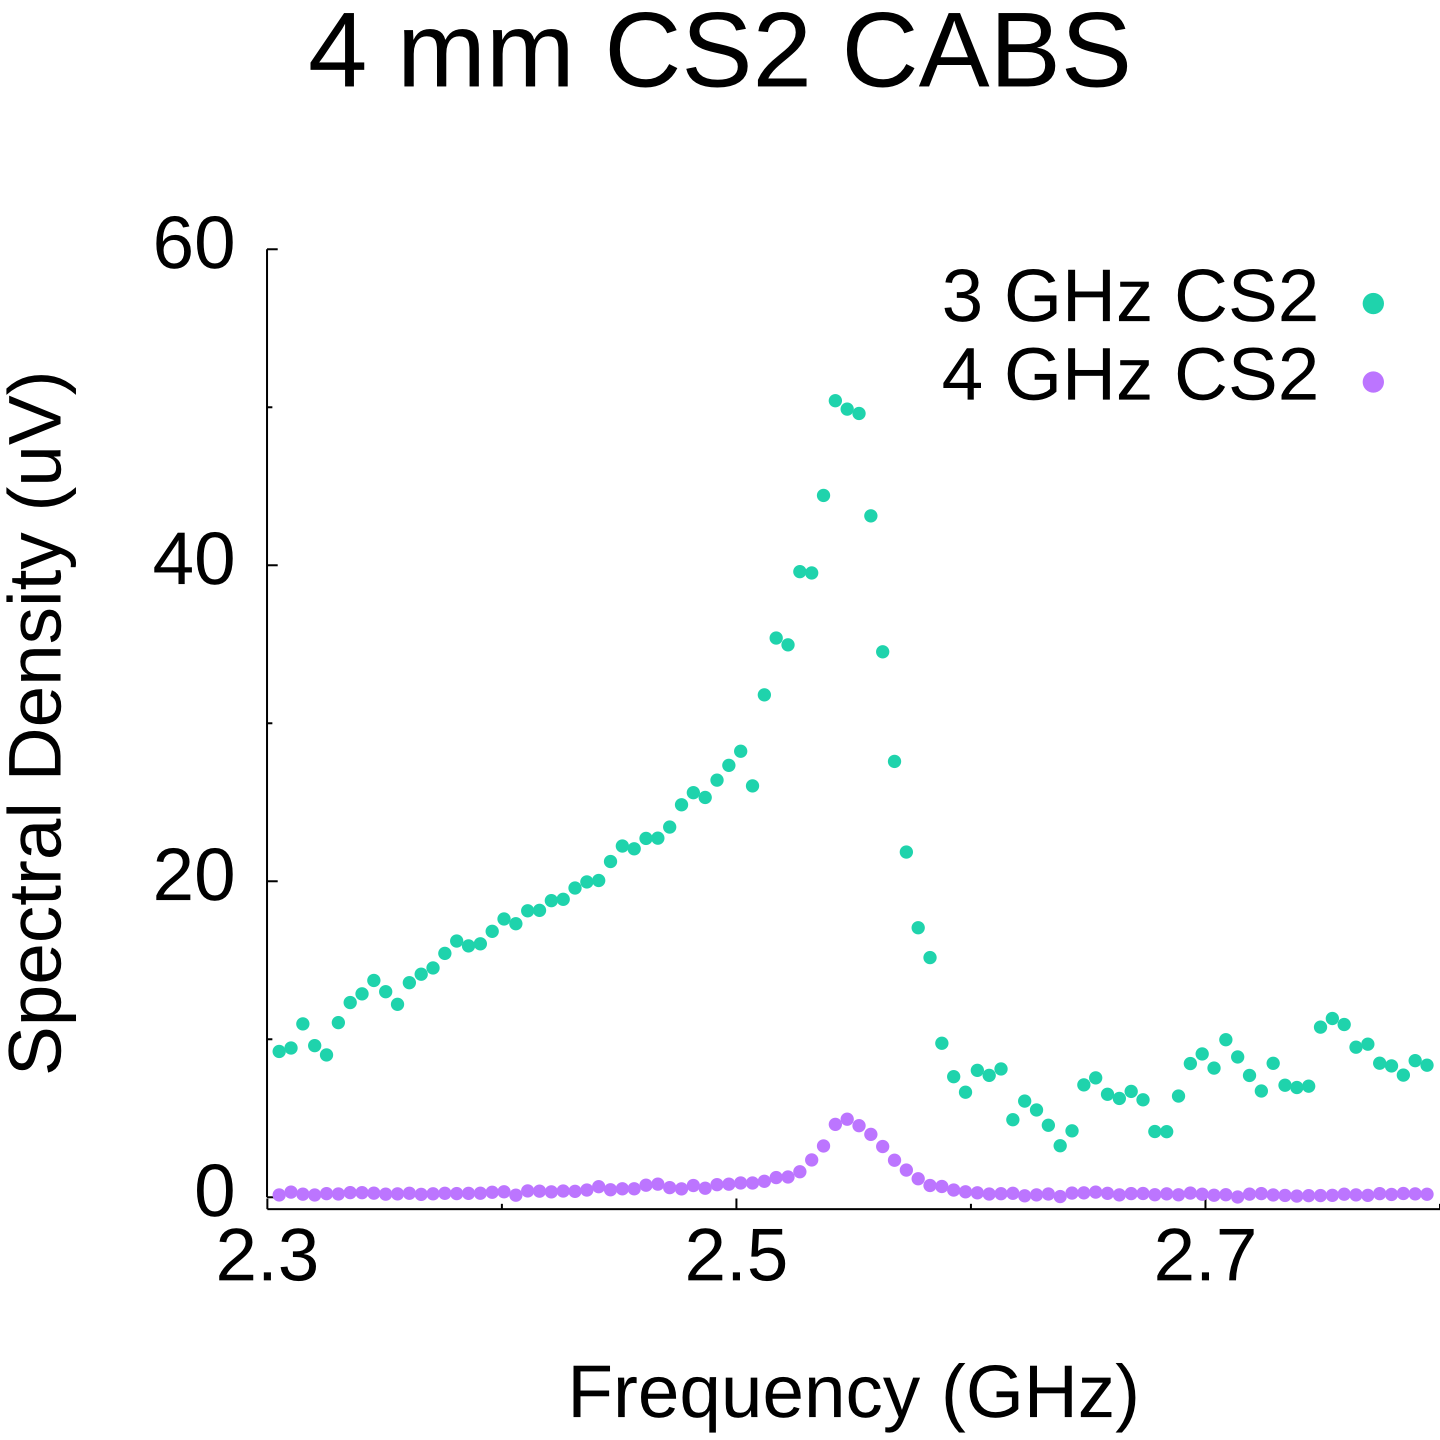 4 mm CS2 CABS
60
3 GHz CS2
4 GHz CS2
40
20
0
2.3 2.5 2.7
Spectral Density (uV)
Frequency (GHz)